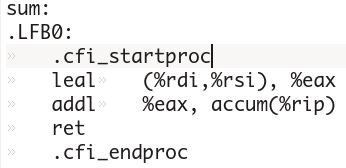 sum:
.LFB0:
» .cfi_startproc
» leal» (%rdi,%rsi), %eax
» addl» %eax, accum(%rip)
» ret
» .cfi_endproc